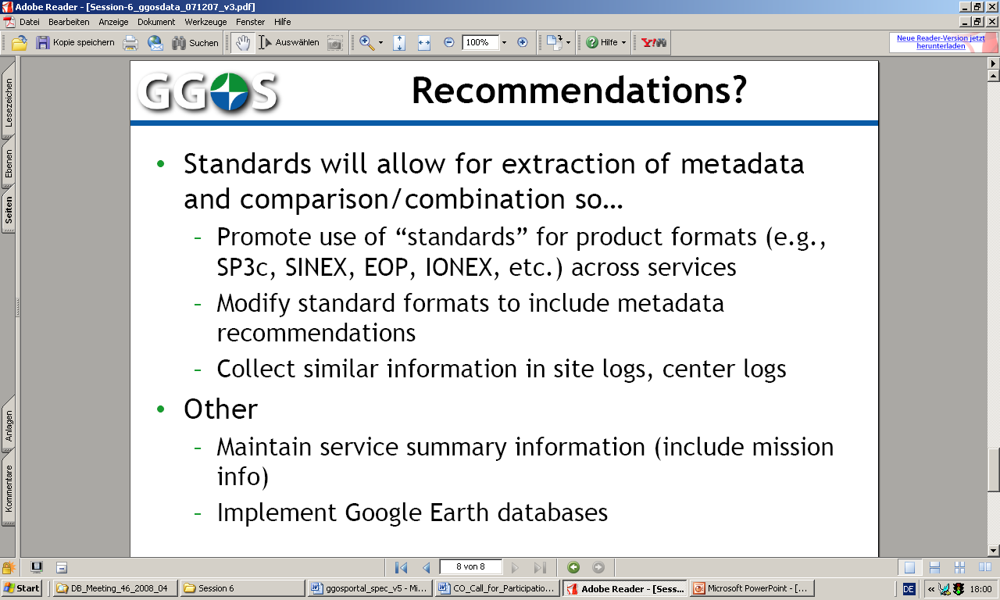 Adobe Reader - [Session-6_ggosdata_071207_v3.pdf]
Datei Bearbeiten Anzeige Dokument Werkzeuge Fenster Hilfe
Kopie speichern Suchen Auswählen 100% Hilfe Y!
Neue Reader-Version jetzt
herunterladen
Lesezeichen
Ebenen
Seiten
Anlagen
Kommentare
GGOS
Recommendations?
• Standards will allow for extraction of metadata
and comparison/combination so…
– Promote use of “standards” for product formats (e.g.,
SP3c, SINEX, EOP, IONEX, etc.) across services
– Modify standard formats to include metadata
recommendations
– Collect similar information in site logs, center logs
• Other
– Maintain service summary information (include mission
info)
– Implement Google Earth databases
8 von 8
Start DB_Meeting_46_2008_04 Session 6 ggosportal_spec_v5 - Mi... CO_Call_for_Participatio... Adobe Reader - [Sess... Microsoft PowerPoint - [... DE « 18:00